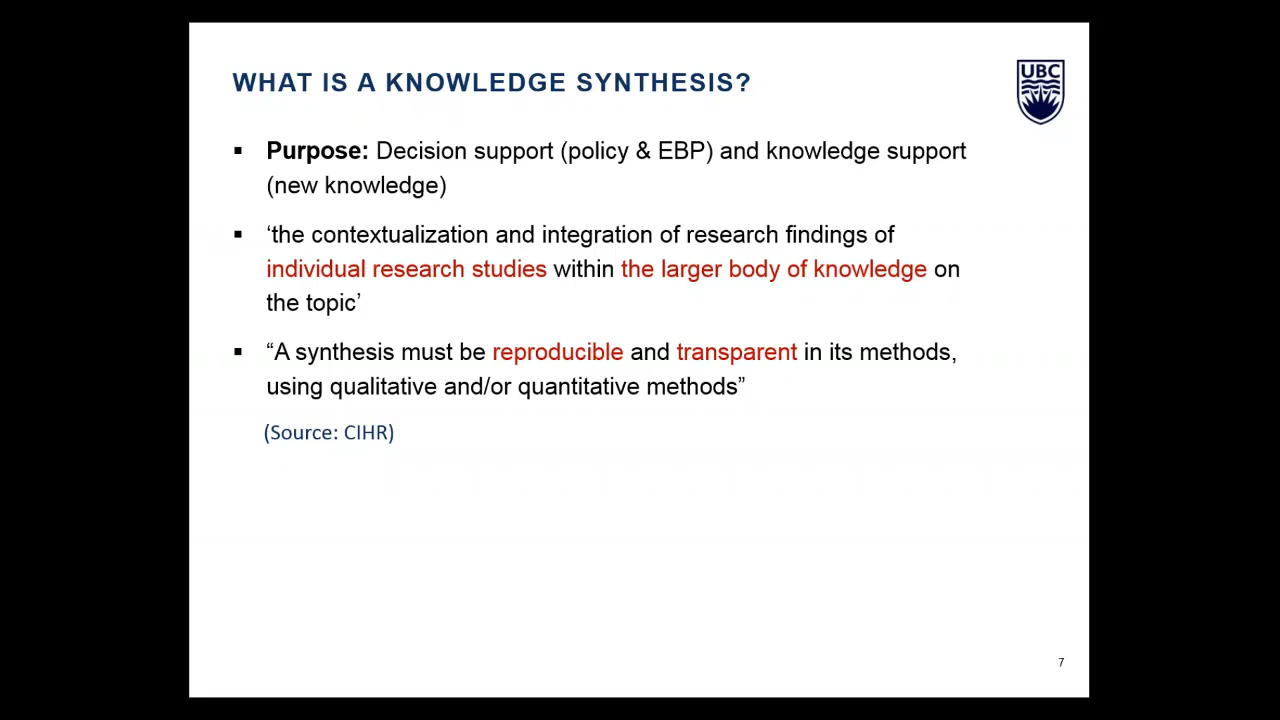 WHAT IS A KNOWLEDGE SYNTHESIS?
UBC
▪ Purpose: Decision support (policy & EBP) and knowledge support
(new knowledge)
▪ ‘the contextualization and integration of research findings of
individual research studies within the larger body of knowledge on
the topic’
▪ “A synthesis must be reproducible and transparent in its methods,
using qualitative and/or quantitative methods”
(Source: CIHR)
7